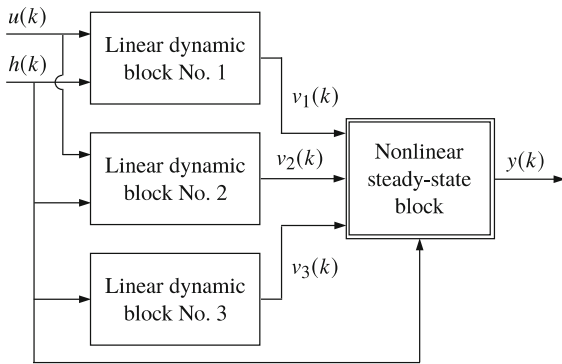 u(k)
h(k)
Linear dynamic
block No. 1
v₁(k)
Linear dynamic
block No. 2
v₂(k)
Linear dynamic
block No. 3
v₃(k)
Nonlinear
steady-state
block
y(k)